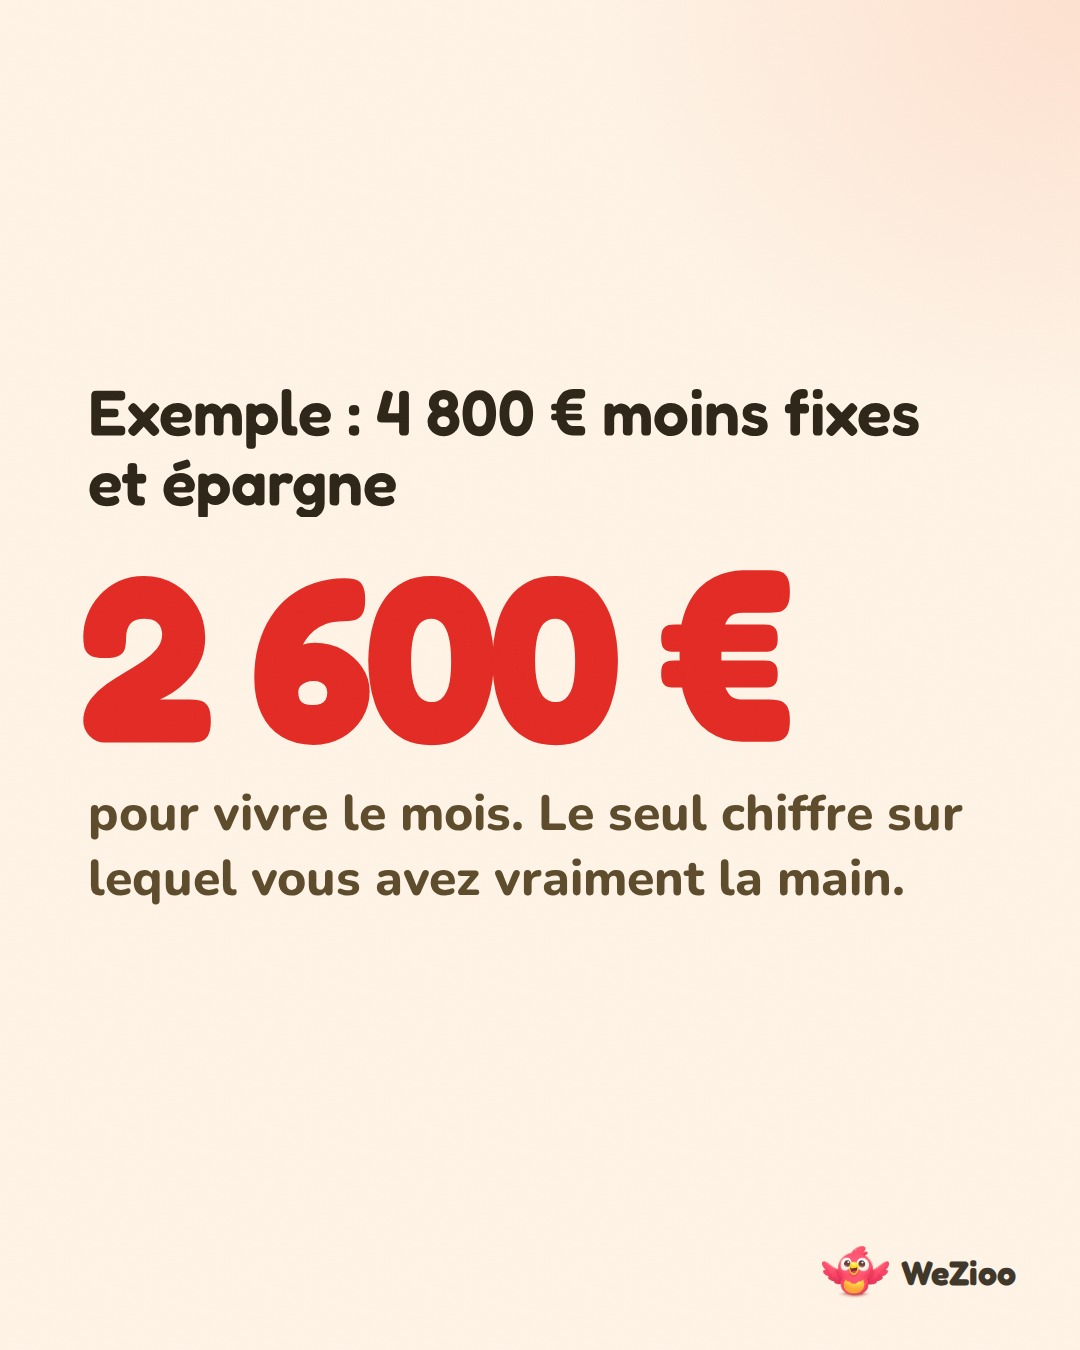 Exemple : 4 800 € moins fixes
et épargne
2 600 €
pour vivre le mois. Le seul chiffre sur
lequel vous avez vraiment la main.
WeZioo